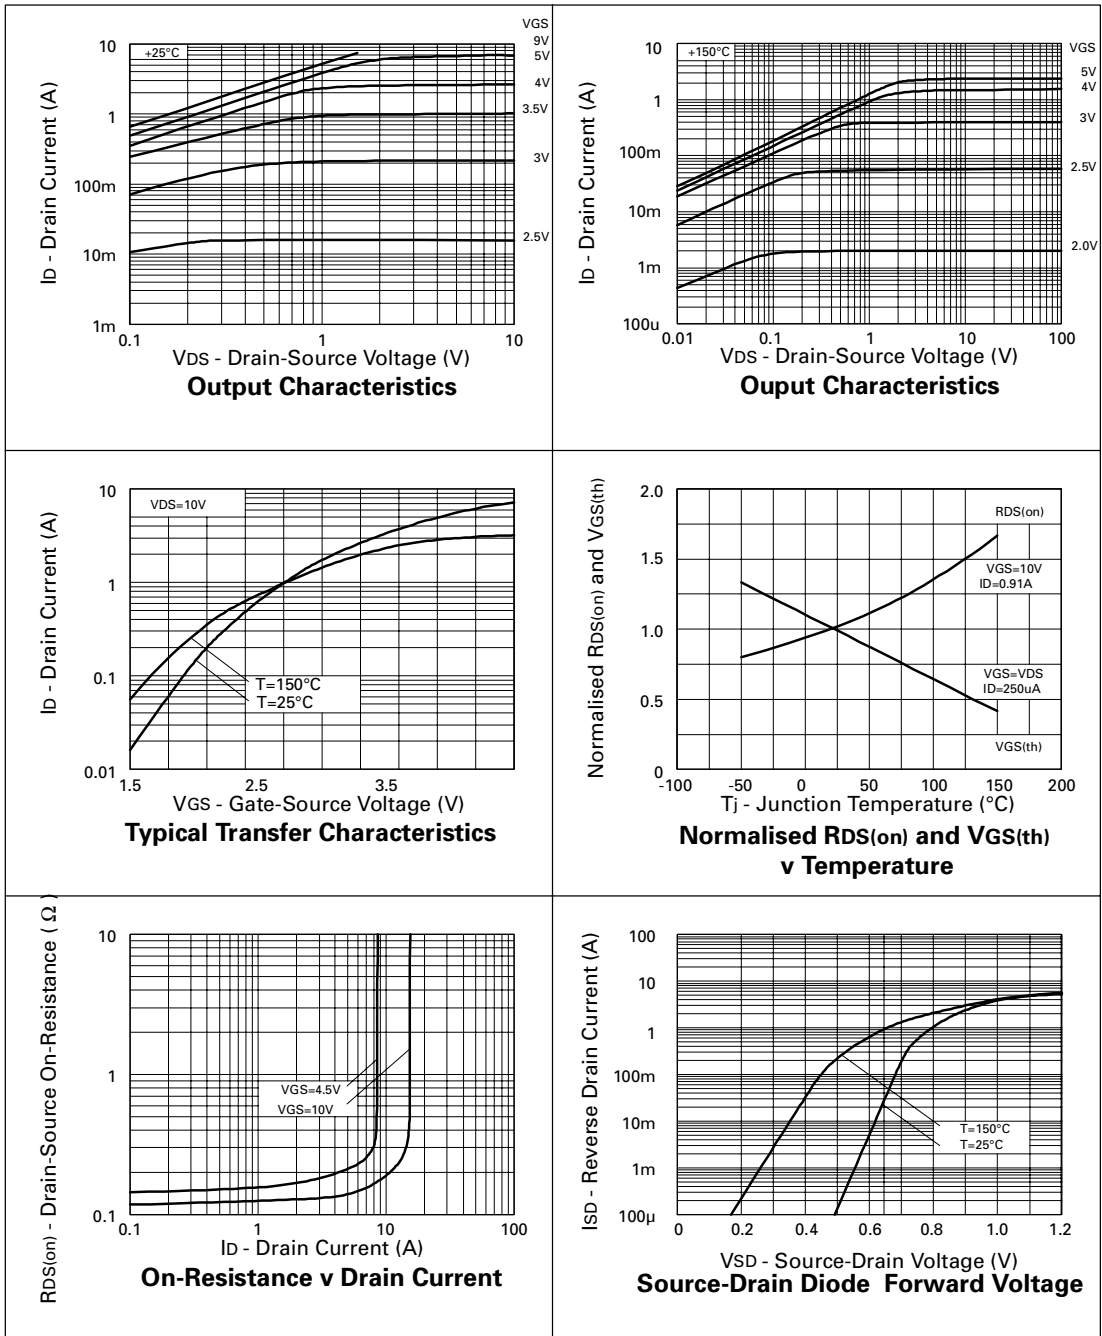 VGS
9V
5V
4V
3.5V
3V
2.5V
+25°C
10
1
100m
10m
1m
0.1
1
10
ID - Drain Current (A)
VDS - Drain-Source Voltage (V)
Output Characteristics
VGS
5V
4V
3V
2.5V
2.0V
+150°C
10
1
100m
10m
1m
100u
0.01
0.1
1
10
100
ID - Drain Current (A)
VDS - Drain-Source Voltage (V)
Ouput Characteristics
VDS=10V
T=150°C
T=25°C
10
1
0.1
0.01
1.5
2.5
3.5
ID - Drain Current (A)
VGS - Gate-Source Voltage (V)
Typical Transfer Characteristics
RDS(on)
VGS=10V
ID=0.91A
VGS=VDS
ID=250uA
VGS(th)
2.0
1.5
1.0
0.5
0
-100
-50
0
50
100
150
200
Normalised RDS(on) and VGS(th)
Tj - Junction Temperature (°C)
Normalised RDS(on) and VGS(th)
v Temperature
VGS=4.5V
VGS=10V
10
1
0.1
0.1
1
10
100
RDS(on) - Drain-Source On-Resistance (Ω)
ID - Drain Current (A)
On-Resistance v Drain Current
T=150°C
T=25°C
100
10
1
100m
10m
1m
100µ
0
0.2
0.4
0.6
0.8
1.0
1.2
ISD - Reverse Drain Current (A)
VSD - Source-Drain Voltage (V)
Source-Drain Diode Forward Voltage